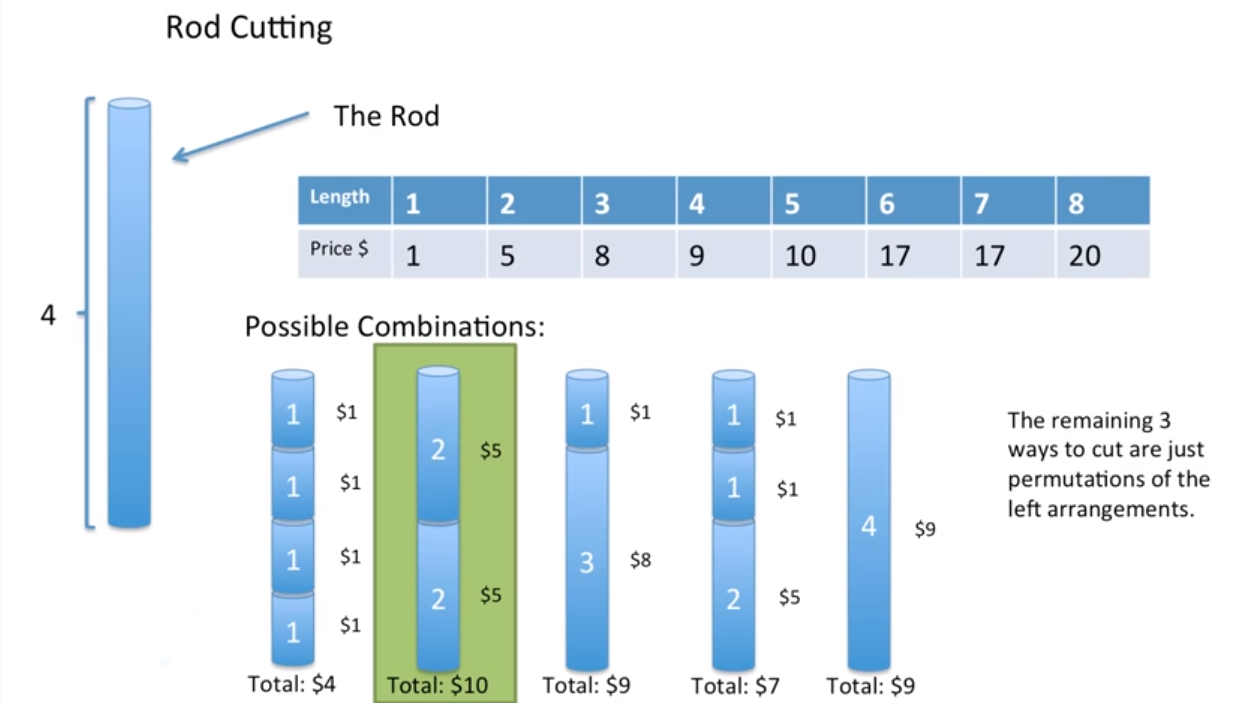 Rod Cutting
The Rod
4
Length 1 2 3 4 5 6 7 8
Price $ 1 5 8 9 10 17 17 20
Possible Combinations:
1 $1
1 $1
1 $1
1 $1
Total: $4
2 $5
2 $5
Total: $10
1 $1
3 $8
Total: $9
1 $1
1 $1
2 $5
Total: $7
4 $9
Total: $9
The remaining 3
ways to cut are just
permutations of the
left arrangements.